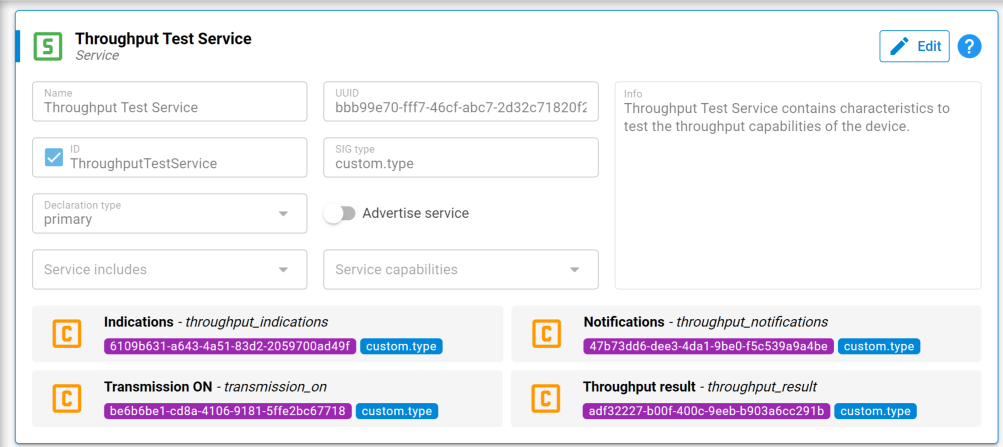 S
Throughput Test Service
Service
Edit
?
Name
Throughput Test Service
UUID
bbb99e70-fff7-46cf-abc7-2d32c71820f2
Info
Throughput Test Service contains characteristics to
test the throughput capabilities of the device.
ID
ThroughputTestService
SIG type
custom.type
Declaration type
primary
Advertise service
Service includes
Service capabilities
C
Indications - throughput_indications
6109b631-a643-4a51-83d2-2059700ad49f custom.type
C
Notifications - throughput_notifications
47b73dd6-dee3-4da1-9be0-f5c539a9a4be custom.type
C
Transmission ON - transmission_on
be6b6be1-cd8a-4106-9181-5ffe2bc67718 custom.type
C
Throughput result - throughput_result
adf32227-b00f-400c-9eeb-b903a6cc291b custom.type